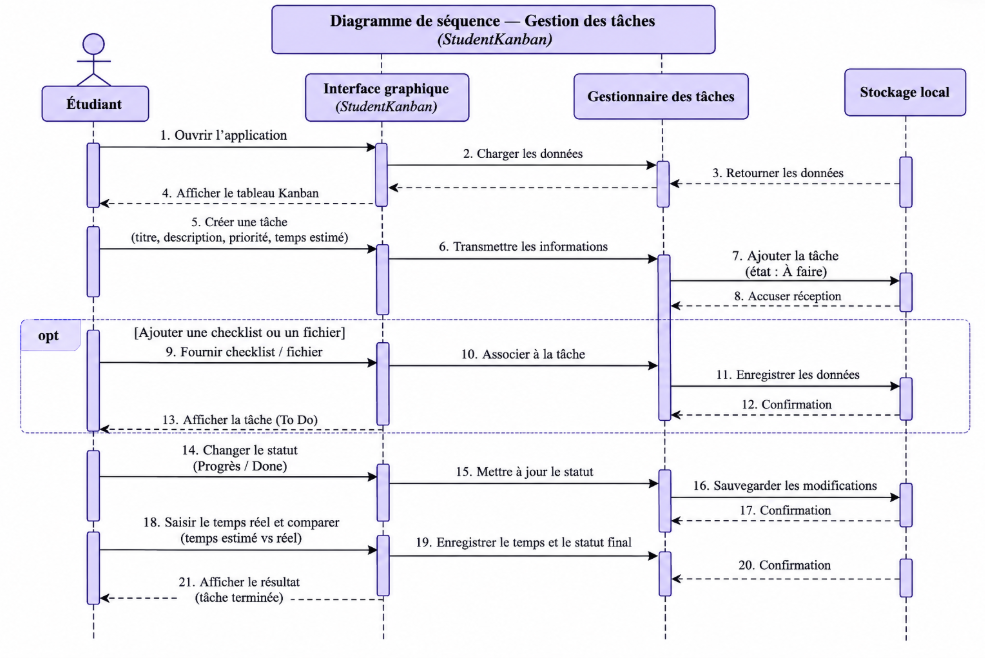 Diagramme de séquence — Gestion des tâches
(StudentKanban)
Étudiant
Interface graphique
(StudentKanban)
Gestionnaire des tâches
Stockage local
1. Ouvrir l'application
2. Charger les données
3. Retourner les données
4. Afficher le tableau Kanban
5. Créer une tâche
(titre, description, priorité, temps estimé)
6. Transmettre les informations
7. Ajouter la tâche
(état : À faire)
8. Accuser réception
opt
[Ajouter une checklist ou un fichier]
9. Fournir checklist / fichier
10. Associer à la tâche
11. Enregistrer les données
12. Confirmation
13. Afficher la tâche (To Do)
14. Changer le statut
(Progrès / Done)
15. Mettre à jour le statut
16. Sauvegarder les modifications
17. Confirmation
18. Saisir le temps réel et comparer
(temps estimé vs réel)
19. Enregistrer le temps et le statut final
20. Confirmation
21. Afficher le résultat
(tâche terminée)